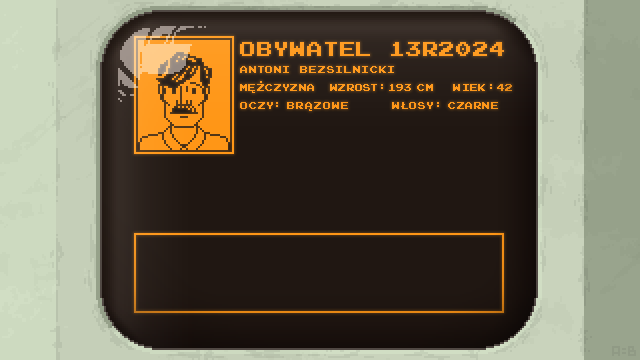 OBYWATEL 13R2024
ANTONI BEZSILNICKI
MĘŻCZYZNA WZROST: 193 CM WIEK: 42
OCZY: BRĄZOWE WŁOSY: CZARNE